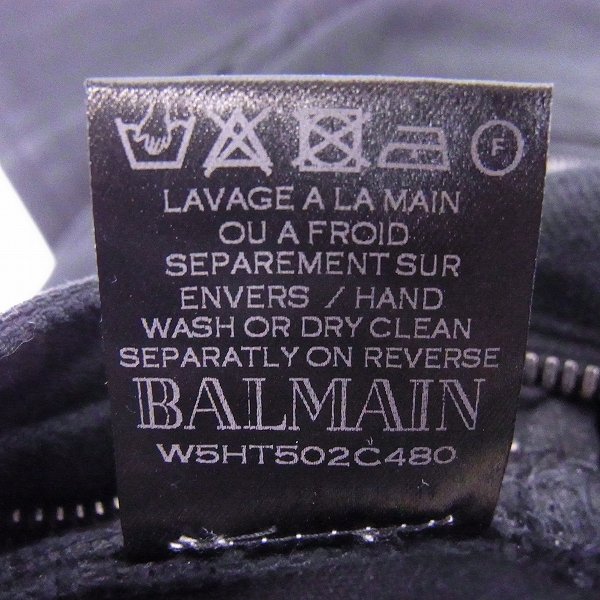 F
LAVAGE A LA MAIN
OU A FROID
SEPAREMENT SUR
ENVERS / HAND
WASH OR DRY CLEAN
SEPARATLY ON REVERSE
BALMAIN
W5HT502C480